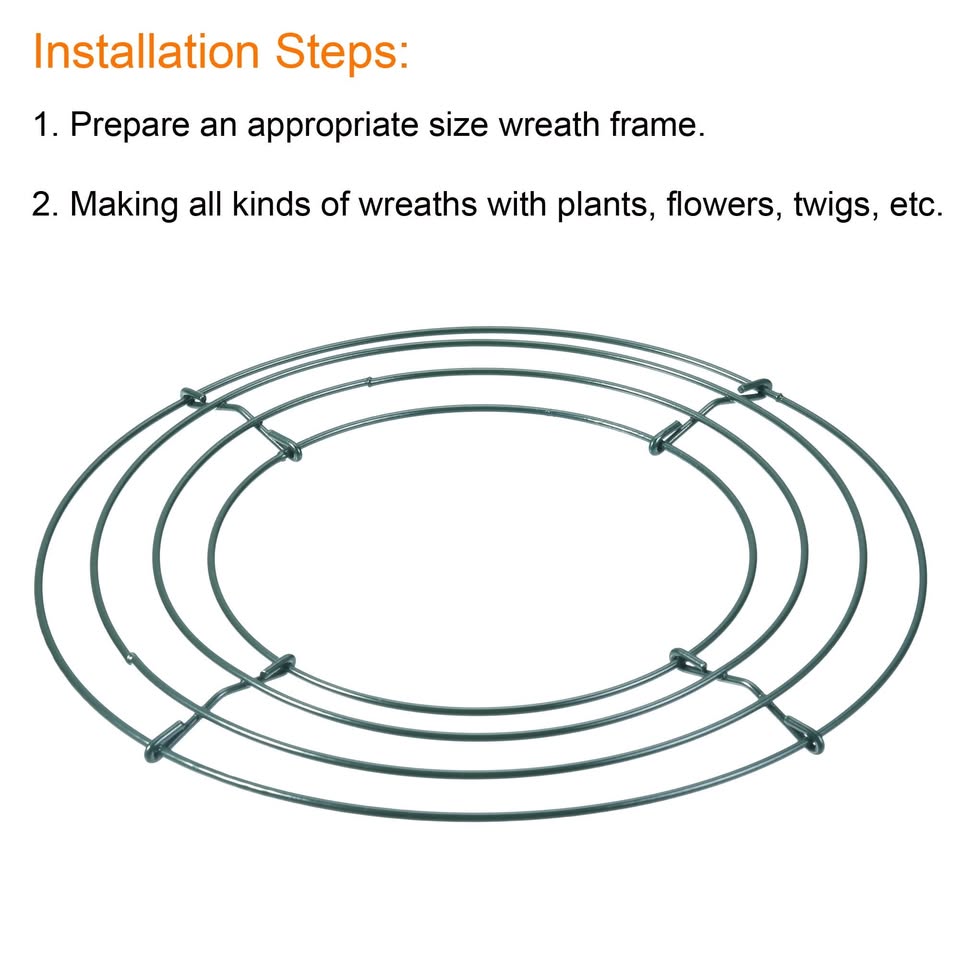 Installation Steps:
1. Prepare an appropriate size wreath frame.
2. Making all kinds of wreaths with plants, flowers, twigs, etc.